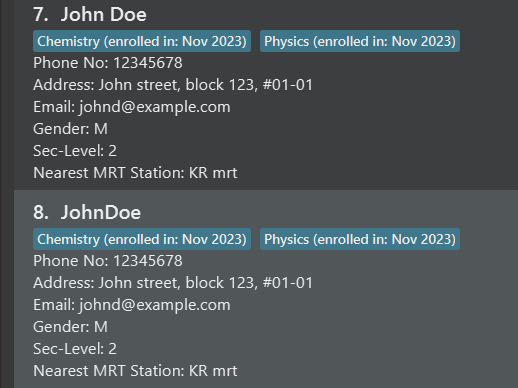 7. John Doe
Chemistry (enrolled in: Nov 2023) Physics (enrolled in: Nov 2023)
Phone No: 12345678
Address: John street, block 123, #01-01
Email: johnd@example.com
Gender: M
Sec-Level: 2
Nearest MRT Station: KR mrt
8. JohnDoe
Chemistry (enrolled in: Nov 2023) Physics (enrolled in: Nov 2023)
Phone No: 12345678
Address: John street, block 123, #01-01
Email: johnd@example.com
Gender: M
Sec-Level: 2
Nearest MRT Station: KR mrt